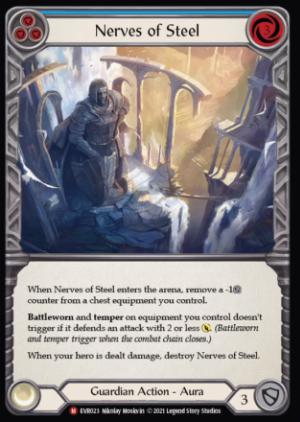 Nerves of Steel
When Nerves of Steel enters the arena, remove a -1
counter from a chest equipment you control.
Battleworn and temper on equipment you control doesn't
trigger if it defends an attack with 2 or less . (Battleworn
and temper trigger when the combat chain closes.)
When your hero is dealt damage, destroy Nerves of Steel.
Guardian Action - Aura
3
M EVR023 Nikolay Moskvin © 2021 Legend Story Studios